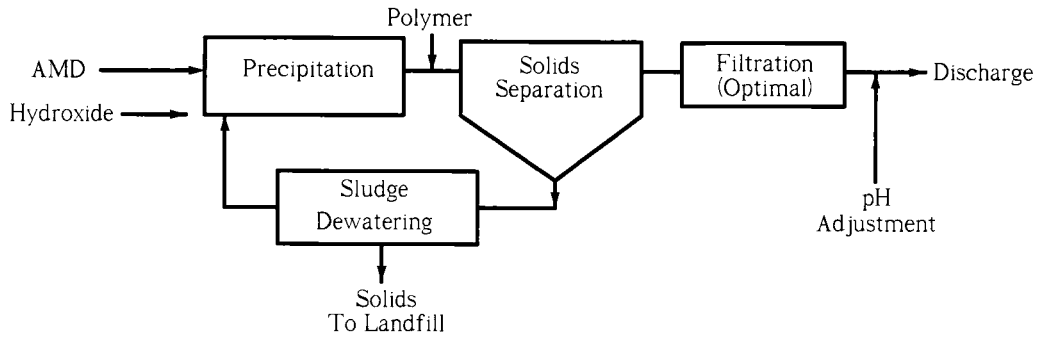 Polymer
AMD
Precipitation
Solids
Separation
Filtration
(Optimal)
Discharge
Hydroxide
Sludge
Dewatering
pH
Adjustment
Solids
To Landfill